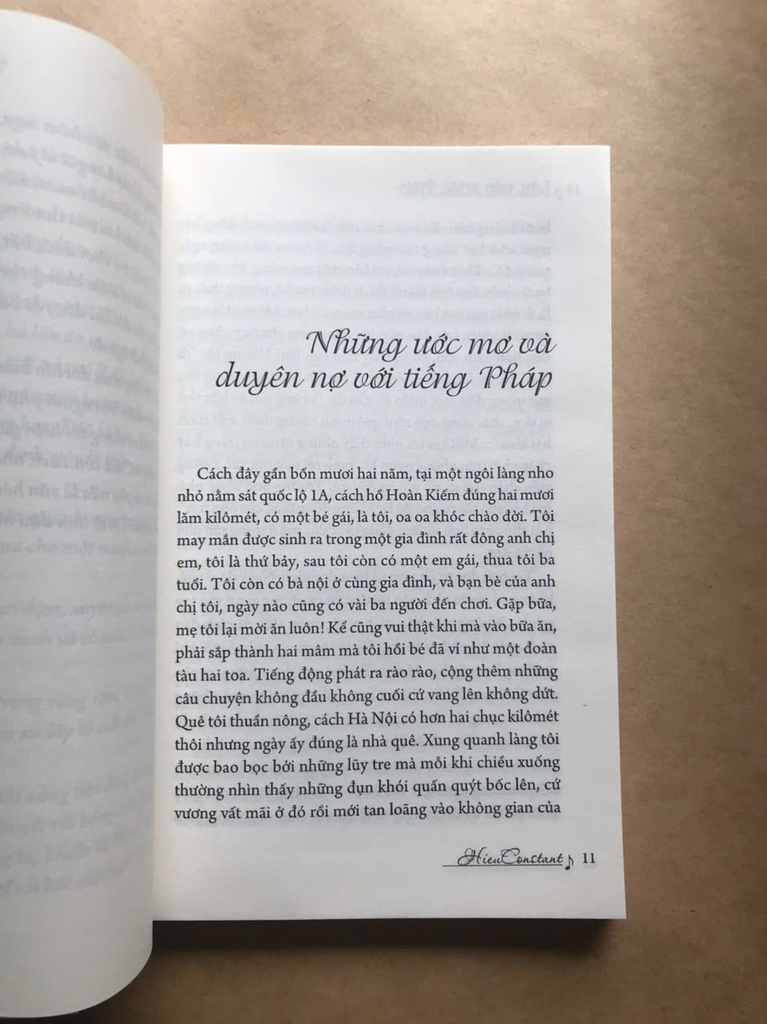 Những ước mơ và
duyên nợ với tiếng Pháp
Cách đây gần bốn mươi hai năm, tại một ngôi làng nho
nhỏ nằm sát quốc lộ 1A, cách hồ Hoàn Kiếm đúng hai mươi
lăm kilômét, có một bé gái, là tôi, oa oa khóc chào đời. Tôi
may mắn được sinh ra trong một gia đình rất đông anh chị
em, tôi là thứ bảy, sau tôi còn có một em gái, thua tôi ba
tuổi. Tôi còn có bà nội ở cùng gia đình, và bạn bè của anh
chị tôi, ngày nào cũng có vài ba người đến chơi. Gặp bữa,
mẹ tôi lại mời ăn luôn! Kể cũng vui thật khi mà vào bữa ăn,
phải sắp thành hai mâm mà tôi hồi bé đã ví như một đoàn
tàu hai toa. Tiếng động phát ra rào rào, cộng thêm những
câu chuyện không đầu không cuối cứ vang lên không dứt.
Quê tôi thuần nông, cách Hà Nội có hơn hai chục kilômét
thôi nhưng ngày ấy đúng là nhà quê. Xung quanh làng tôi
được bao bọc bởi những lũy tre mà mỗi khi chiều xuống
thường nhìn thấy những đụn khói quấn quýt bốc lên, cứ
vương vất mãi ở đó rồi mới tan loãng vào không gian của
HieuConstant 11